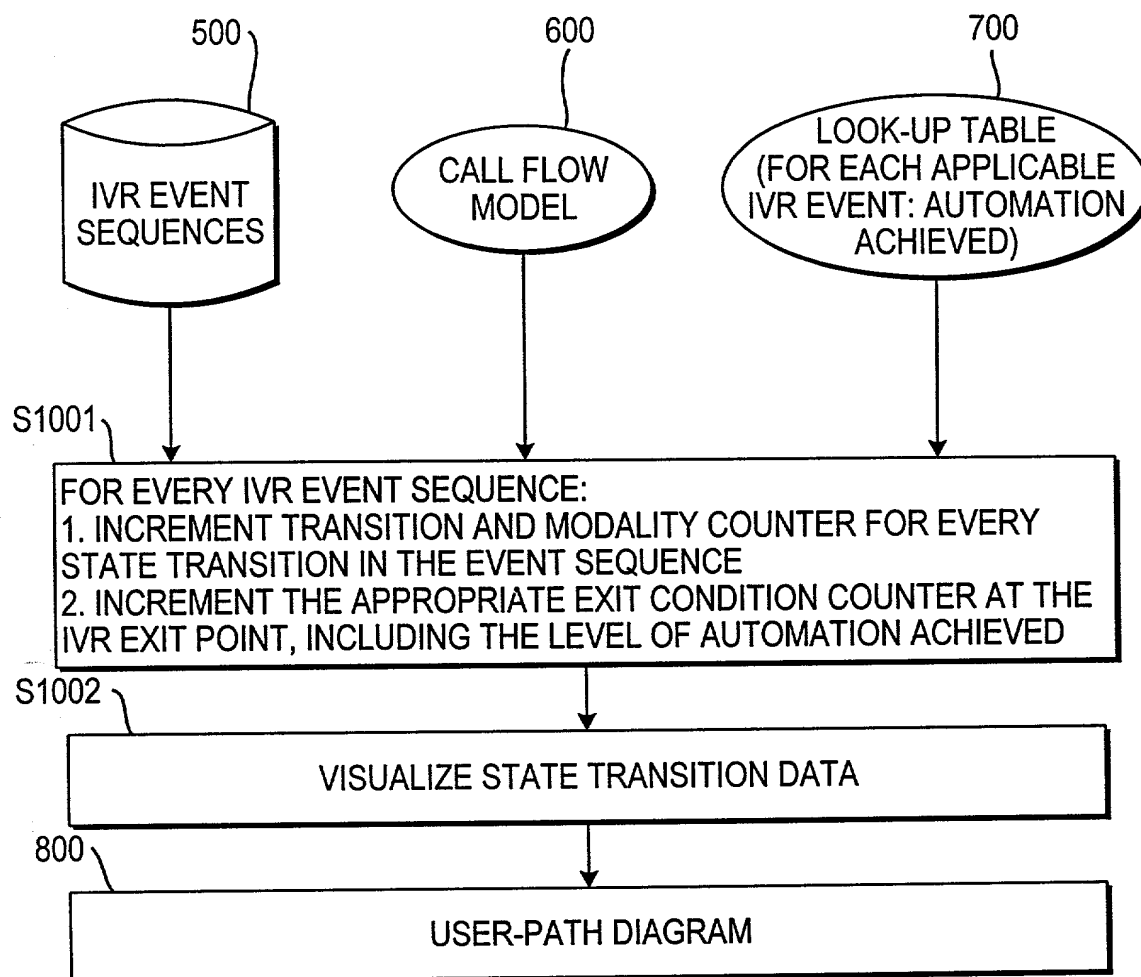 500
600
700
IVR EVENT
SEQUENCES
CALL FLOW
MODEL
LOOK-UP TABLE
(FOR EACH APPLICABLE
IVR EVENT: AUTOMATION
ACHIEVED)
S1001
FOR EVERY IVR EVENT SEQUENCE:
1. INCREMENT TRANSITION AND MODALITY COUNTER FOR EVERY
STATE TRANSITION IN THE EVENT SEQUENCE
2. INCREMENT THE APPROPRIATE EXIT CONDITION COUNTER AT THE
IVR EXIT POINT, INCLUDING THE LEVEL OF AUTOMATION ACHIEVED
S1002
VISUALIZE STATE TRANSITION DATA
800
USER-PATH DIAGRAM